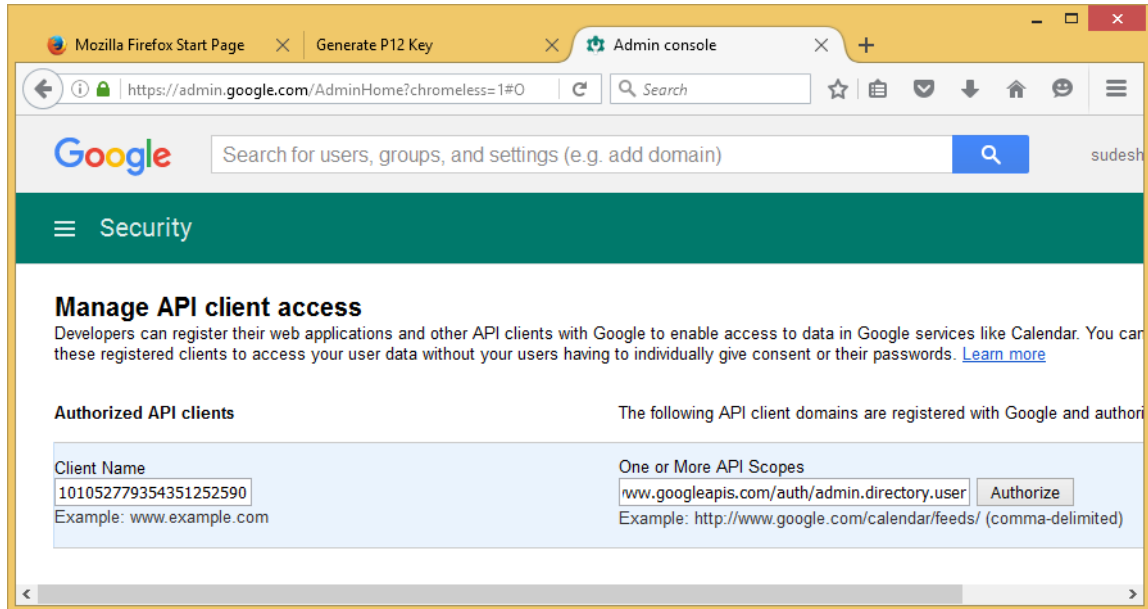 Mozilla Firefox Start Page Generate P12 Key Admin console
https://admin.google.com/AdminHome?chromeless=1#O Search
Google Search for users, groups, and settings (e.g. add domain) sudesh
Security
Manage API client access
Developers can register their web applications and other API clients with Google to enable access to data in Google services like Calendar. You can
these registered clients to access your user data without your users having to individually give consent or their passwords. Learn more
Authorized API clients The following API client domains are registered with Google and authori
Client Name One or More API Scopes
101052779354351252590 www.googleapis.com/auth/admin.directory.user Authorize
Example: www.example.com Example: http://www.google.com/calendar/feeds/ (comma-delimited)